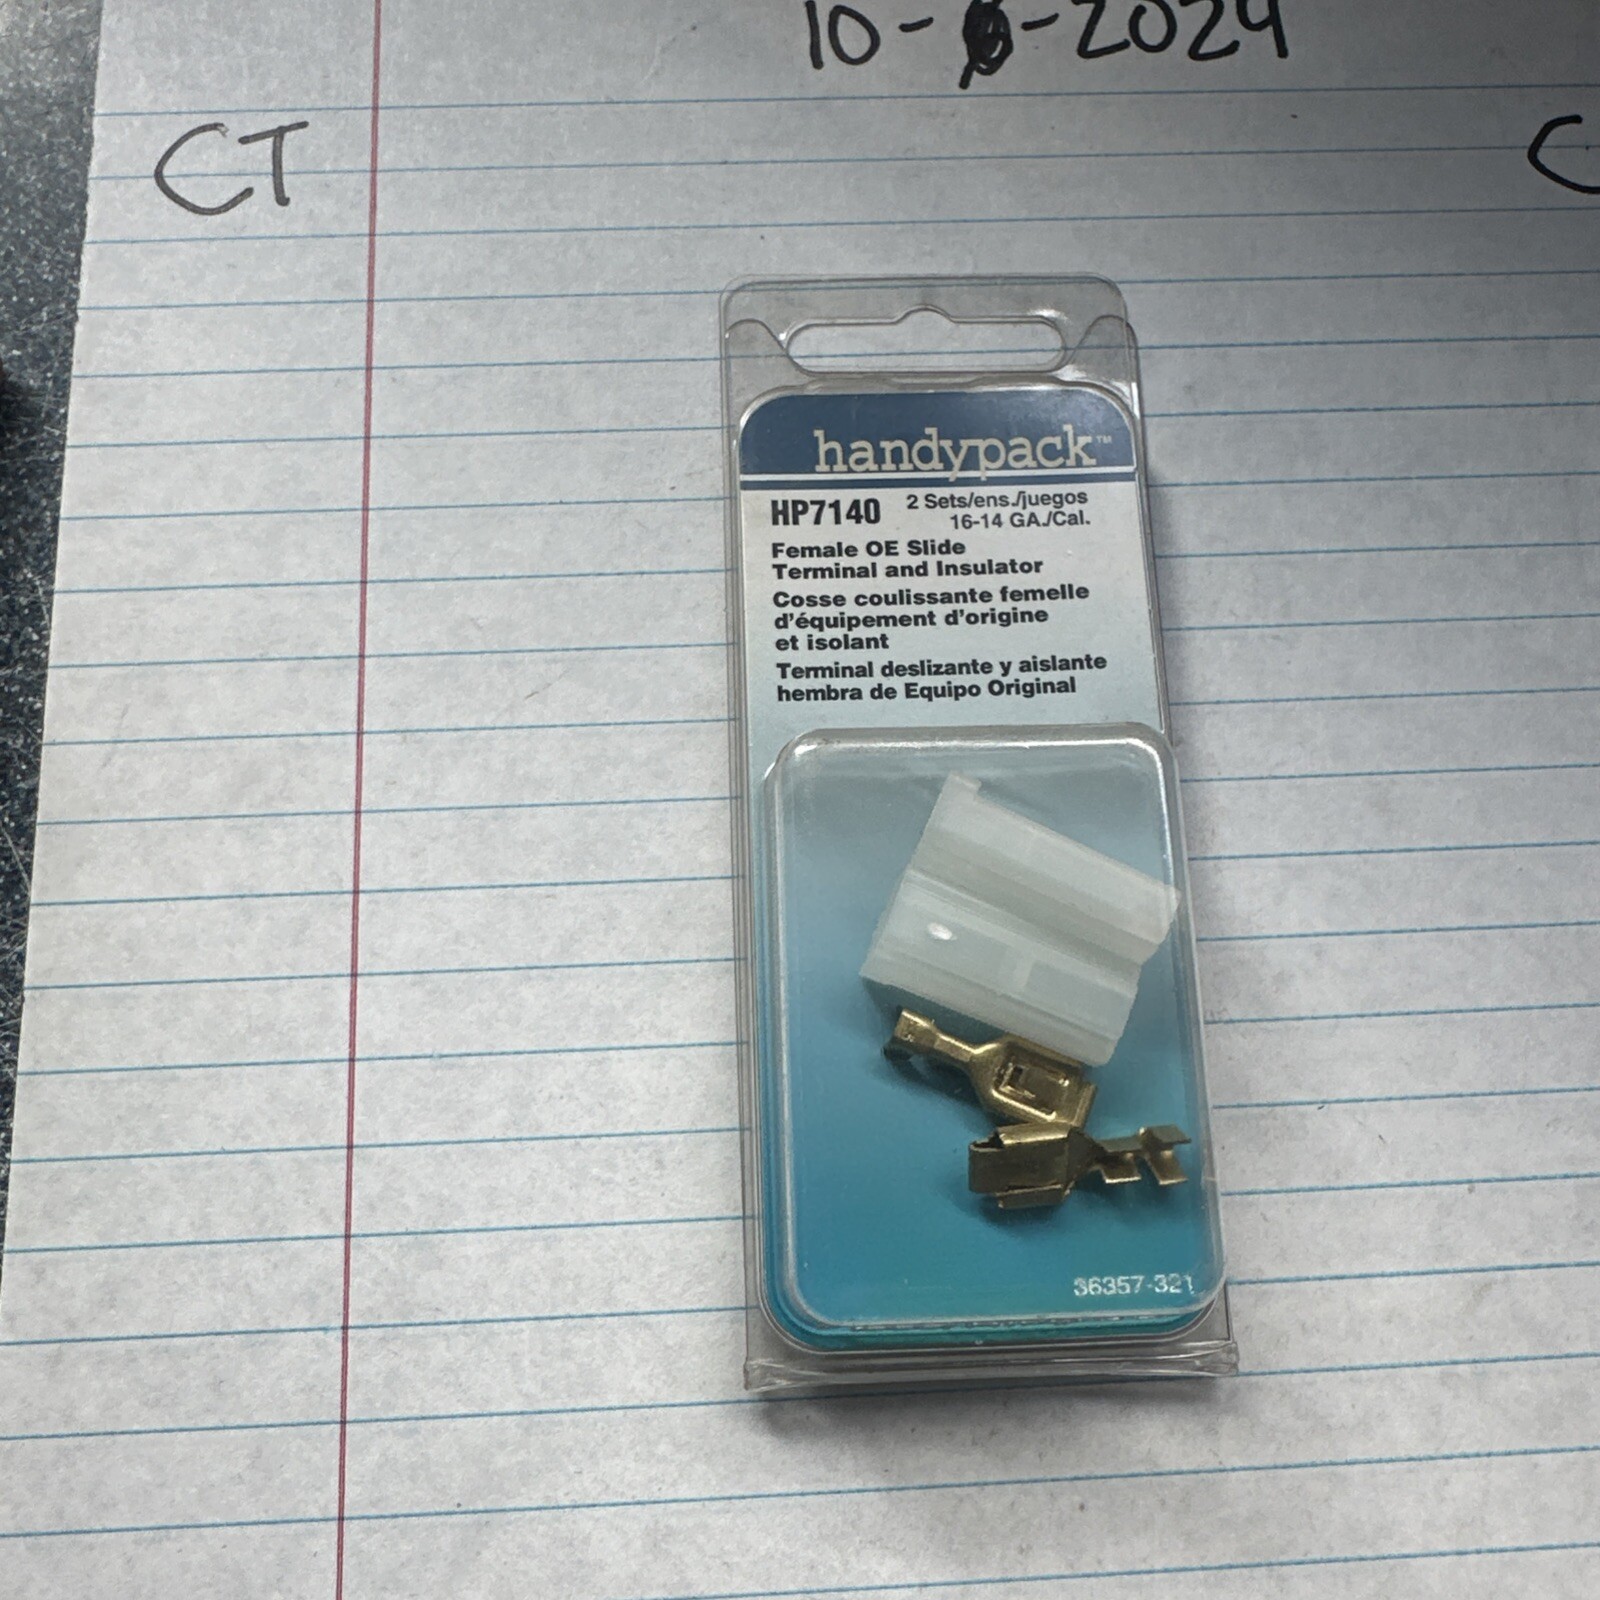 10-6-2024
CT
C
handypack™
HP7140
2 Sets/ens./juegos
16-14 GA./Cal.
Female OE Slide
Terminal and Insulator
Cosse coulissante femelle
d'équipement d'origine
et isolant
Terminal deslizante y aislante
hembra de Equipo Original
36357-321